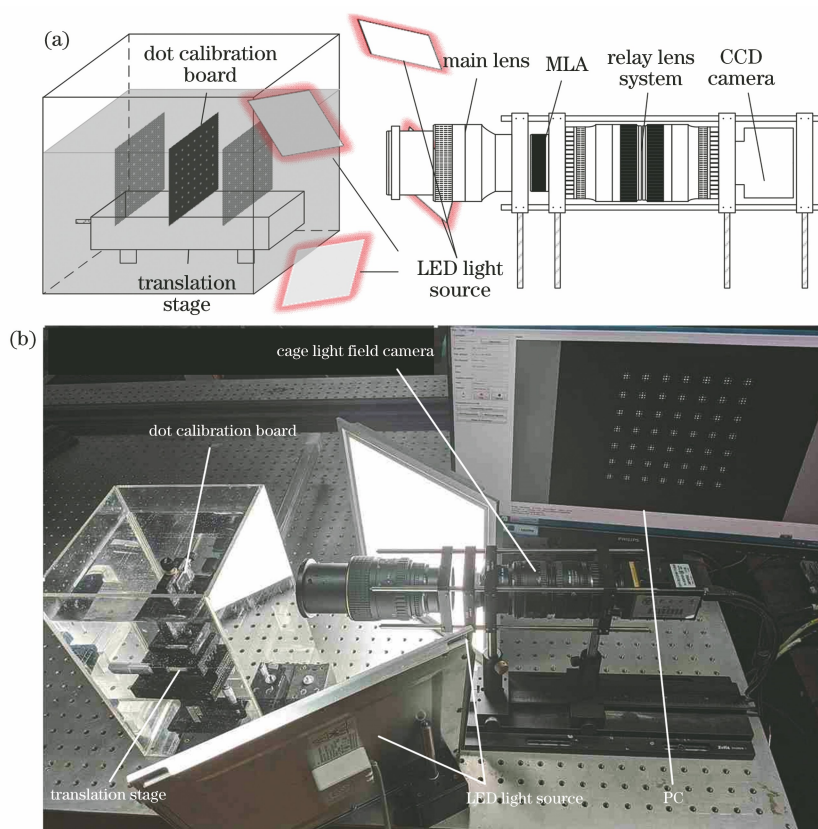 (a)
dot calibration
board
main lens
MLA
relay lens
system
CCD
camera
translation
stage
LED light
source
(b)
cage light field camera
dot calibration board
PHILIPS
translation stage
LED light source
PC